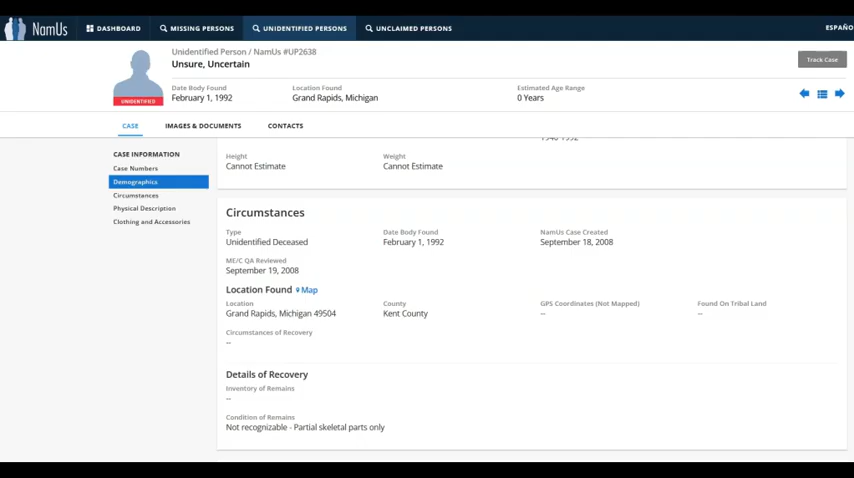 NamUs DASHBOARD MISSING PERSONS UNIDENTIFIED PERSONS UNCLAIMED PERSONS ESPAÑO
Unidentified Person / NamUs #UP2638
Unsure, Uncertain
Track Case
UNIDENTIFIED
Date Body Found Location Found Estimated Age Range
February 1, 1992 Grand Rapids, Michigan 0 Years
CASE IMAGES & DOCUMENTS CONTACTS
CASE INFORMATION
Case Numbers
Demographics
Circumstances
Physical Description
Clothing and Accessories
1940-1992
Height Weight
Cannot Estimate Cannot Estimate
Circumstances
Type Date Body Found NamUs Case Created
Unidentified Deceased February 1, 1992 September 18, 2008
ME/C QA Reviewed
September 19, 2008
Location Found Map
Location County GPS Coordinates (Not Mapped) Found On Tribal Land
Grand Rapids, Michigan 49504 Kent County -- --
Circumstances of Recovery
--
Details of Recovery
Inventory of Remains
--
Condition of Remains
Not recognizable - Partial skeletal parts only